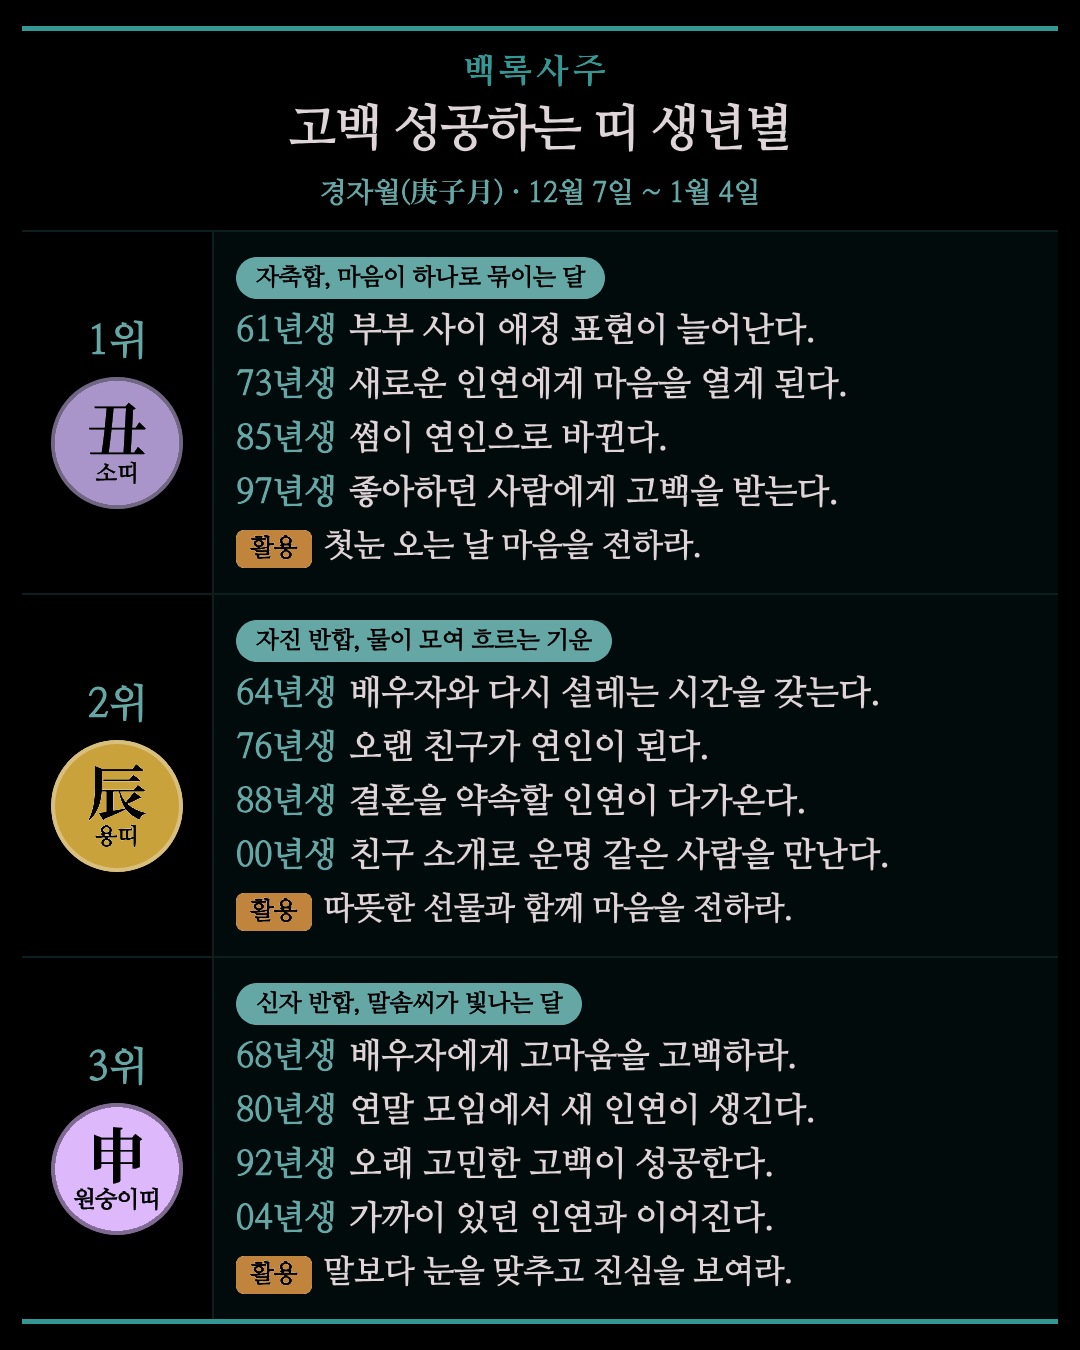 백록사주
고백 성공하는 띠 생년별
경자월(庚子月) · 12월 7일 ~ 1월 4일
1위
丑
소띠
자축합, 마음이 하나로 묶이는 달
61년생 부부 사이 애정 표현이 늘어난다.
73년생 새로운 인연에게 마음을 열게 된다.
85년생 썸이 연인으로 바뀐다.
97년생 좋아하던 사람에게 고백을 받는다.
활용 첫눈 오는 날 마음을 전하라.
2위
辰
용띠
자진 반합, 물이 모여 흐르는 기운
64년생 배우자와 다시 설레는 시간을 갖는다.
76년생 오랜 친구가 연인이 된다.
88년생 결혼을 약속할 인연이 다가온다.
00년생 친구 소개로 운명 같은 사람을 만난다.
활용 따뜻한 선물과 함께 마음을 전하라.
3위
申
원숭이띠
신자 반합, 말솜씨가 빛나는 달
68년생 배우자에게 고마움을 고백하라.
80년생 연말 모임에서 새 인연이 생긴다.
92년생 오래 고민한 고백이 성공한다.
04년생 가까이 있던 인연과 이어진다.
활용 말보다 눈을 맞추고 진심을 보여라.